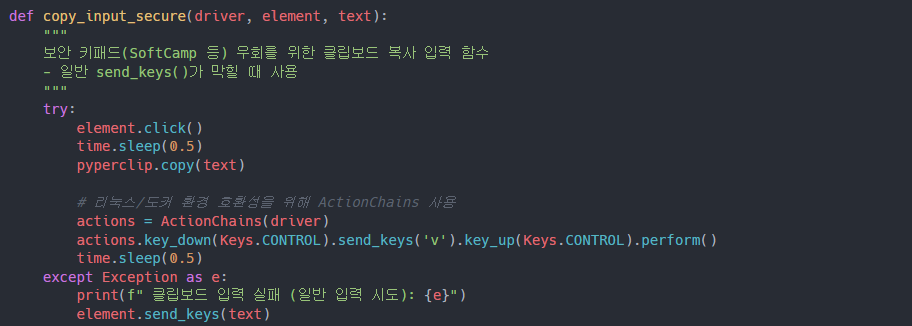 def copy_input_secure(driver, element, text):
    """
    보안 키패드(SoftCamp 등) 우회를 위한 클립보드 복사 입력 함수
    - 일반 send_keys()가 막힐 때 사용
    """
    try:
        element.click()
        time.sleep(0.5)
        pyperclip.copy(text)

        # 리눅스/도커 환경 호환성을 위해 ActionChains 사용
        actions = ActionChains(driver)
        actions.key_down(Keys.CONTROL).send_keys('v').key_up(Keys.CONTROL).perform()
        time.sleep(0.5)
    except Exception as e:
        print(f" 클립보드 입력 실패 (일반 입력 시도): {e}")
        element.send_keys(text)